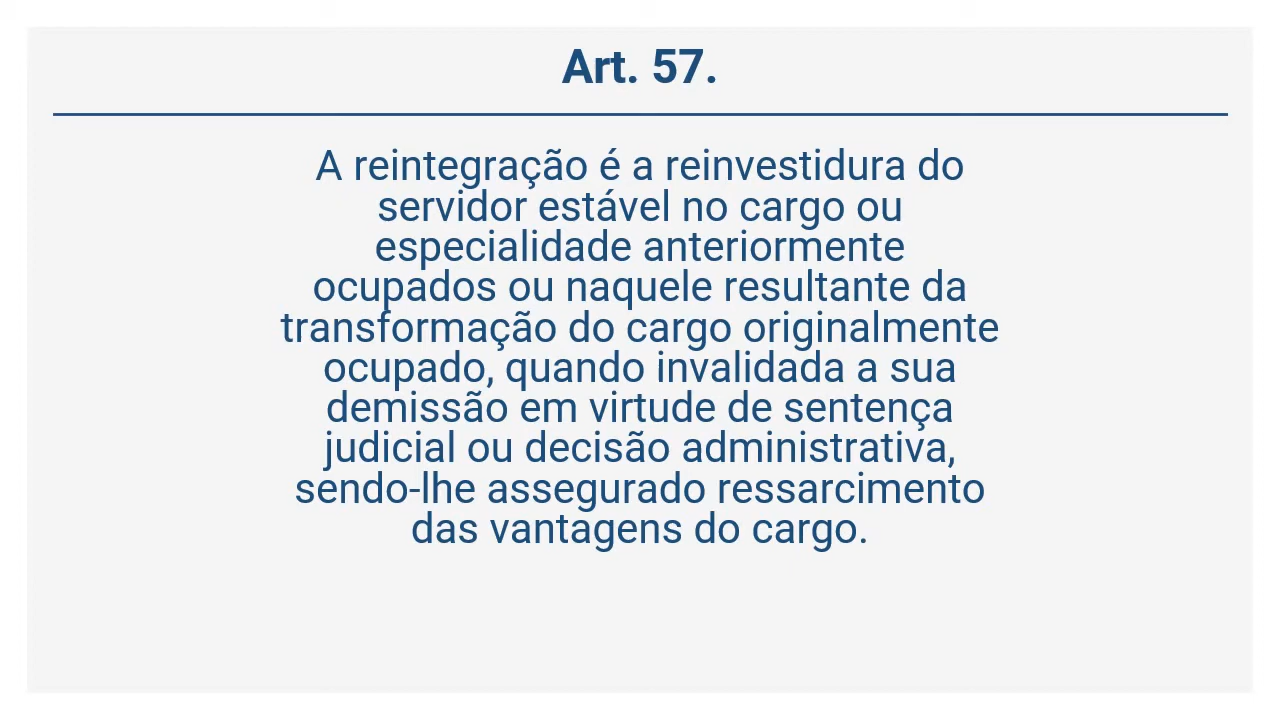 Art. 57.
A reintegração é a reinvestidura do
servidor estável no cargo ou
especialidade anteriormente
ocupados ou naquele resultante da
transformação do cargo originalmente
ocupado, quando invalidada a sua
demissão em virtude de sentença
judicial ou decisão administrativa,
sendo-lhe assegurado ressarcimento
das vantagens do cargo.